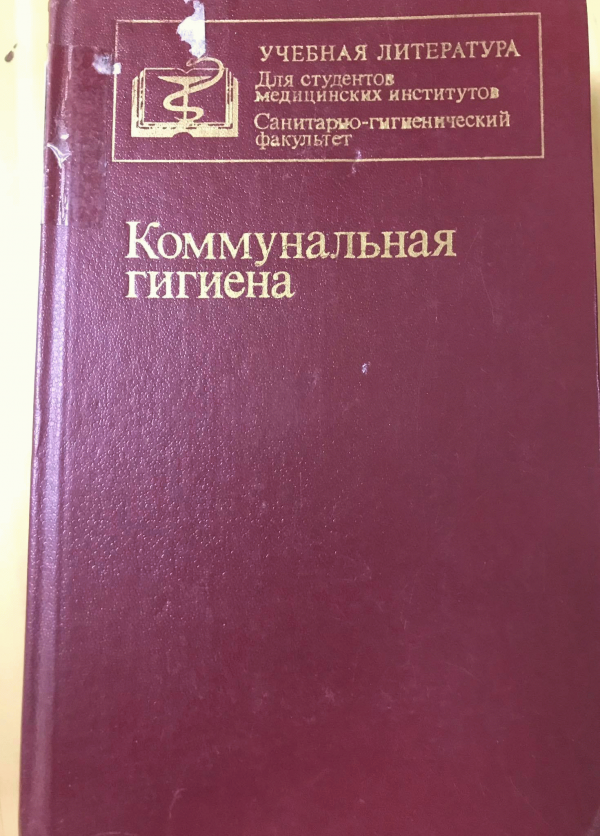 УЧЕБНАЯ ЛИТЕРАТУРА
Для студентов
медицинских институтов
Санитарно-гигиенический
факультет
Коммунальная
гигиена